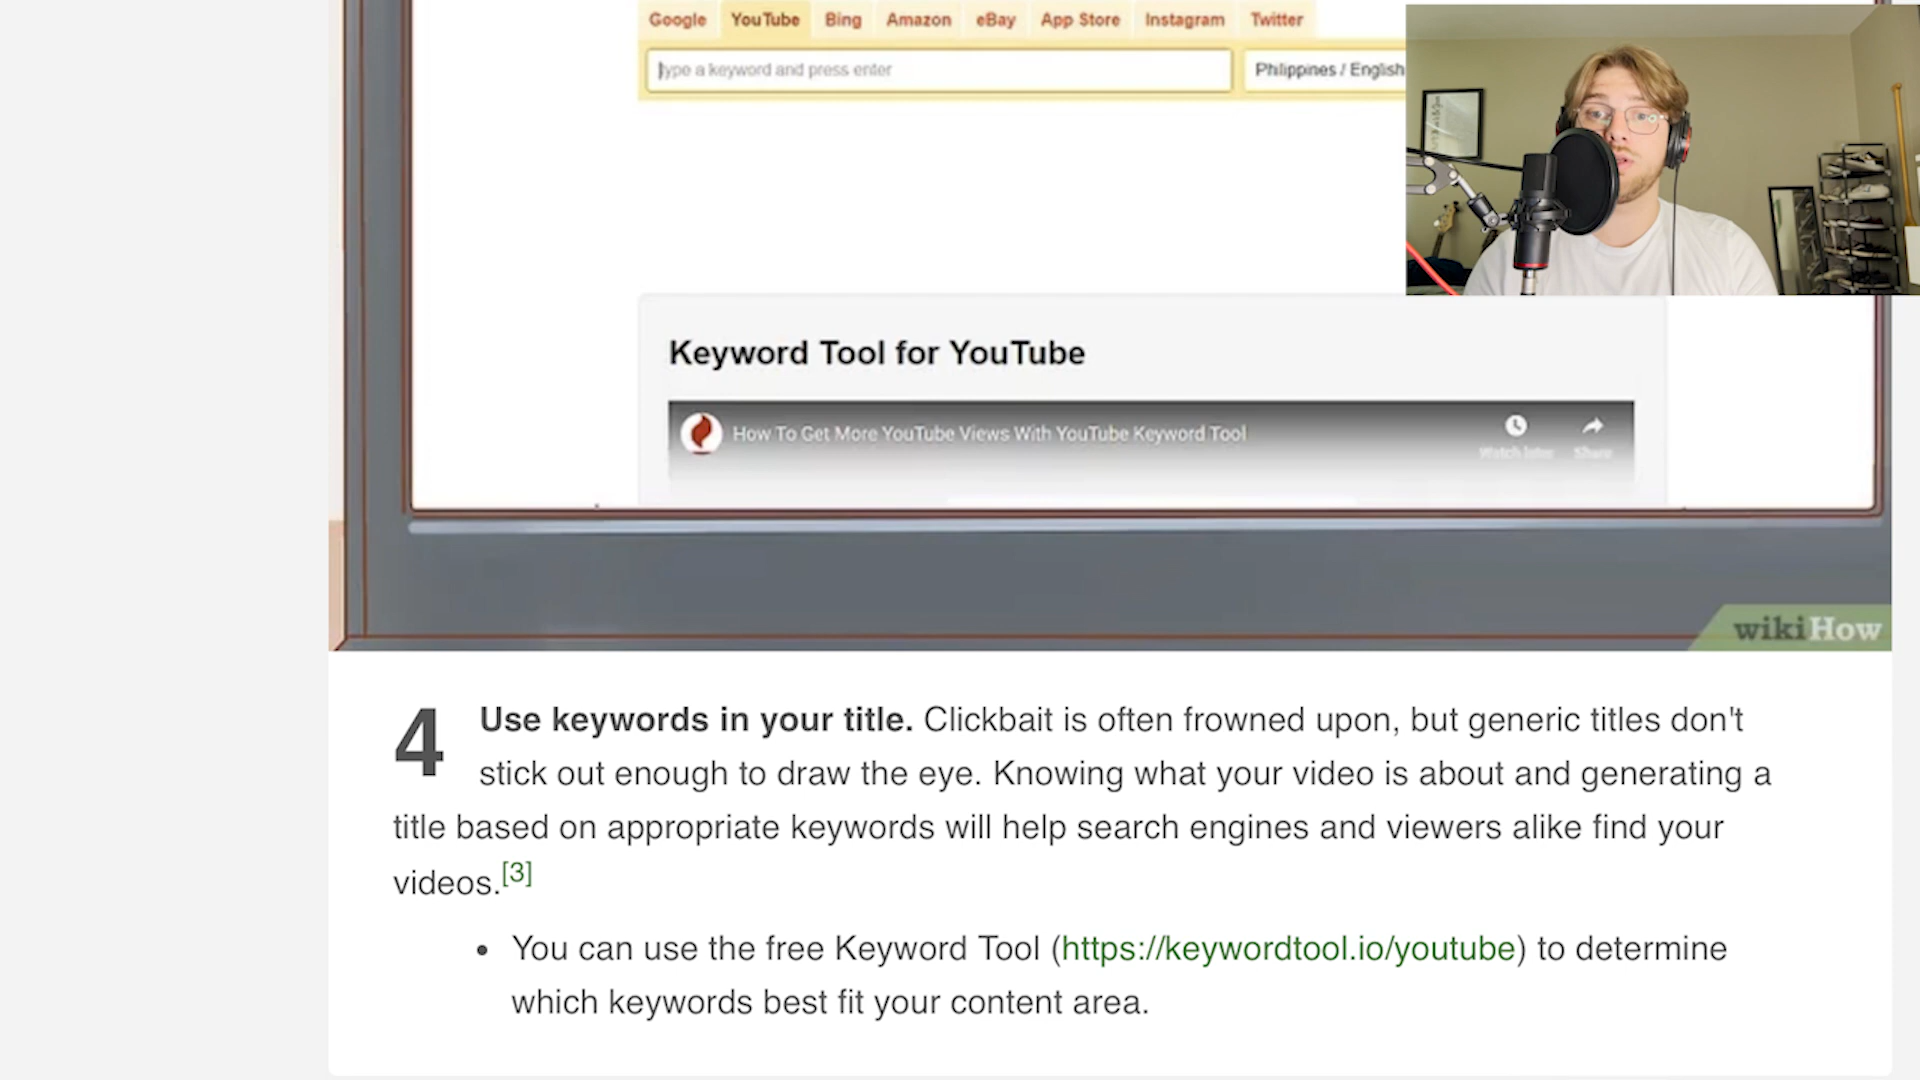 Google YouTube Bing Amazon eBay App Store Instagram Twitter
Type a keyword and press enter
Philippines / English
Keyword Tool for YouTube
How To Get More YouTube Views With YouTube Keyword Tool
Watch later Share
wikiHow
4 Use keywords in your title. Clickbait is often frowned upon, but generic titles don't
stick out enough to draw the eye. Knowing what your video is about and generating a
title based on appropriate keywords will help search engines and viewers alike find your
videos.[3]
• You can use the free Keyword Tool (https://keywordtool.io/youtube) to determine
which keywords best fit your content area.